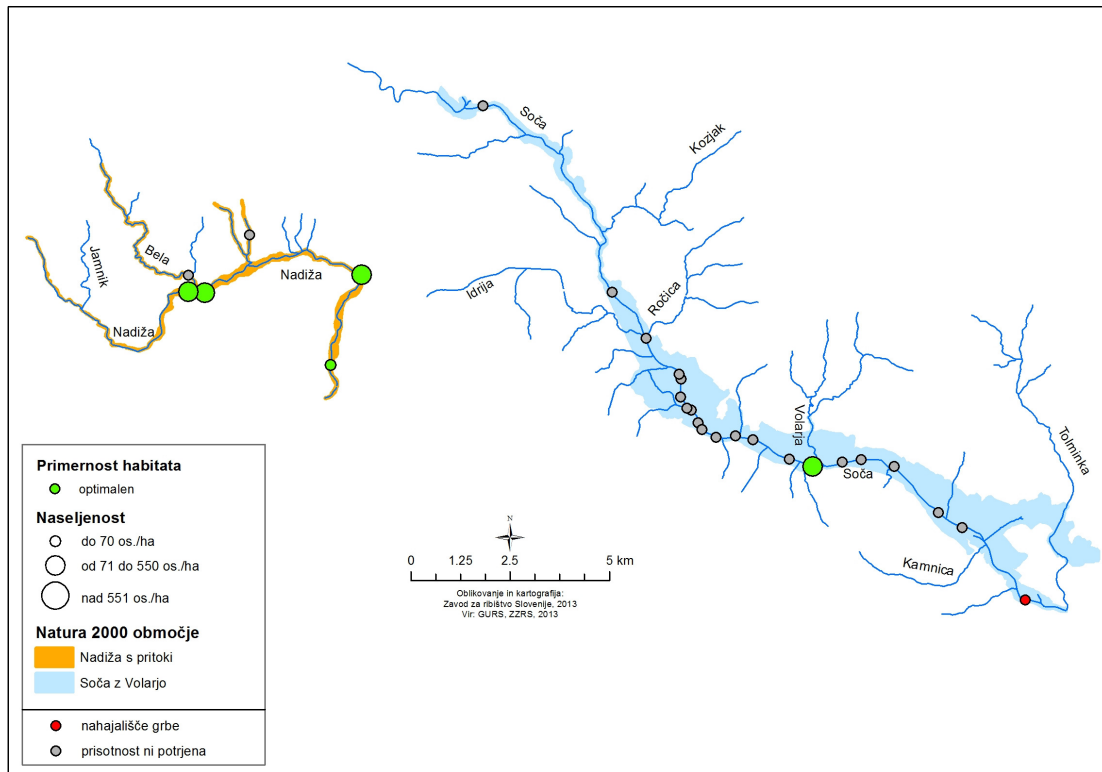 Soča
Kozjak
Bela
Jamnik
Nadiža
Nadiža
Idrija
Ročica
Volarja
Soča
Tolminka
Kamnica
Primernost habitata
optimalen
Naseljenost
do 70 os./ha
od 71 do 550 os./ha
nad 551 os./ha
Natura 2000 območje
Nadiža s pritoki
Soča z Volarjo
nahajališče grbe
prisotnost ni potrjena
N
0 1.25 2.5 5 km
Oblikovanje in kartografija:
Zavod za ribištvo Slovenije, 2013
Vir: GURS, ZZRS, 2013